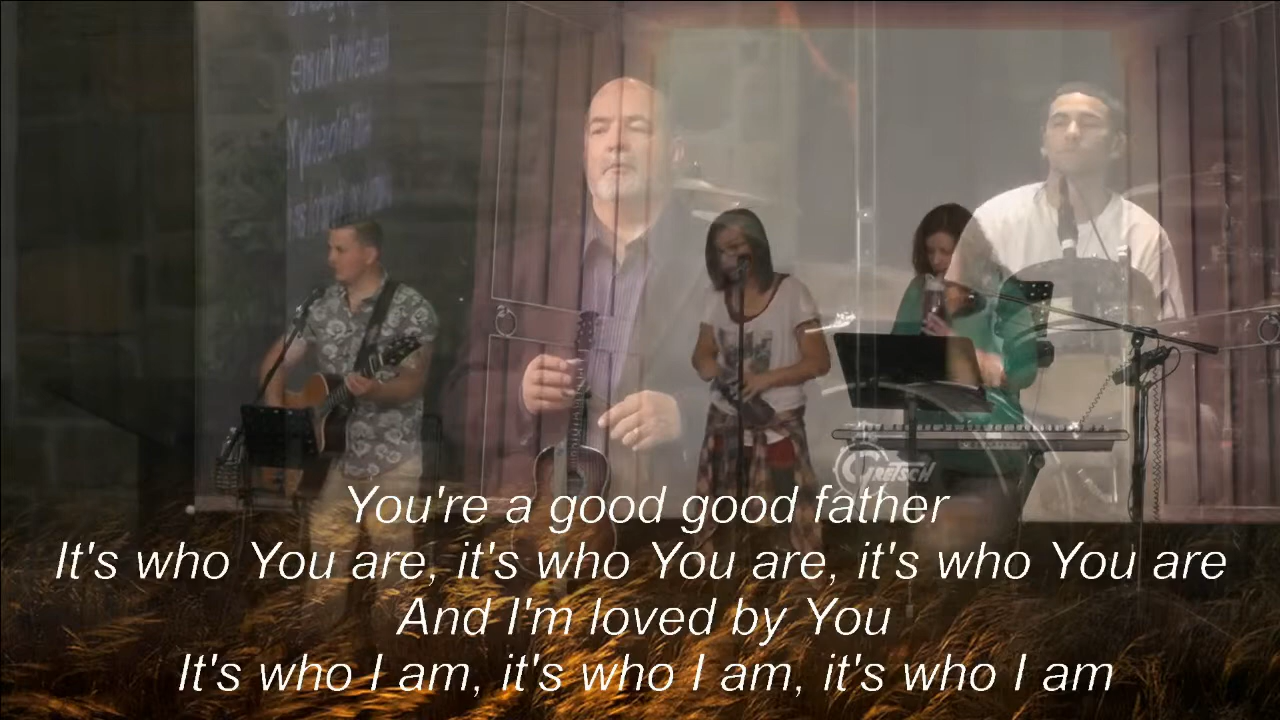 GRETSCH
You're a good good father
It's who You are, it's who You are, it's who You are
And I'm loved by You
It's who I am, it's who I am, it's who I am